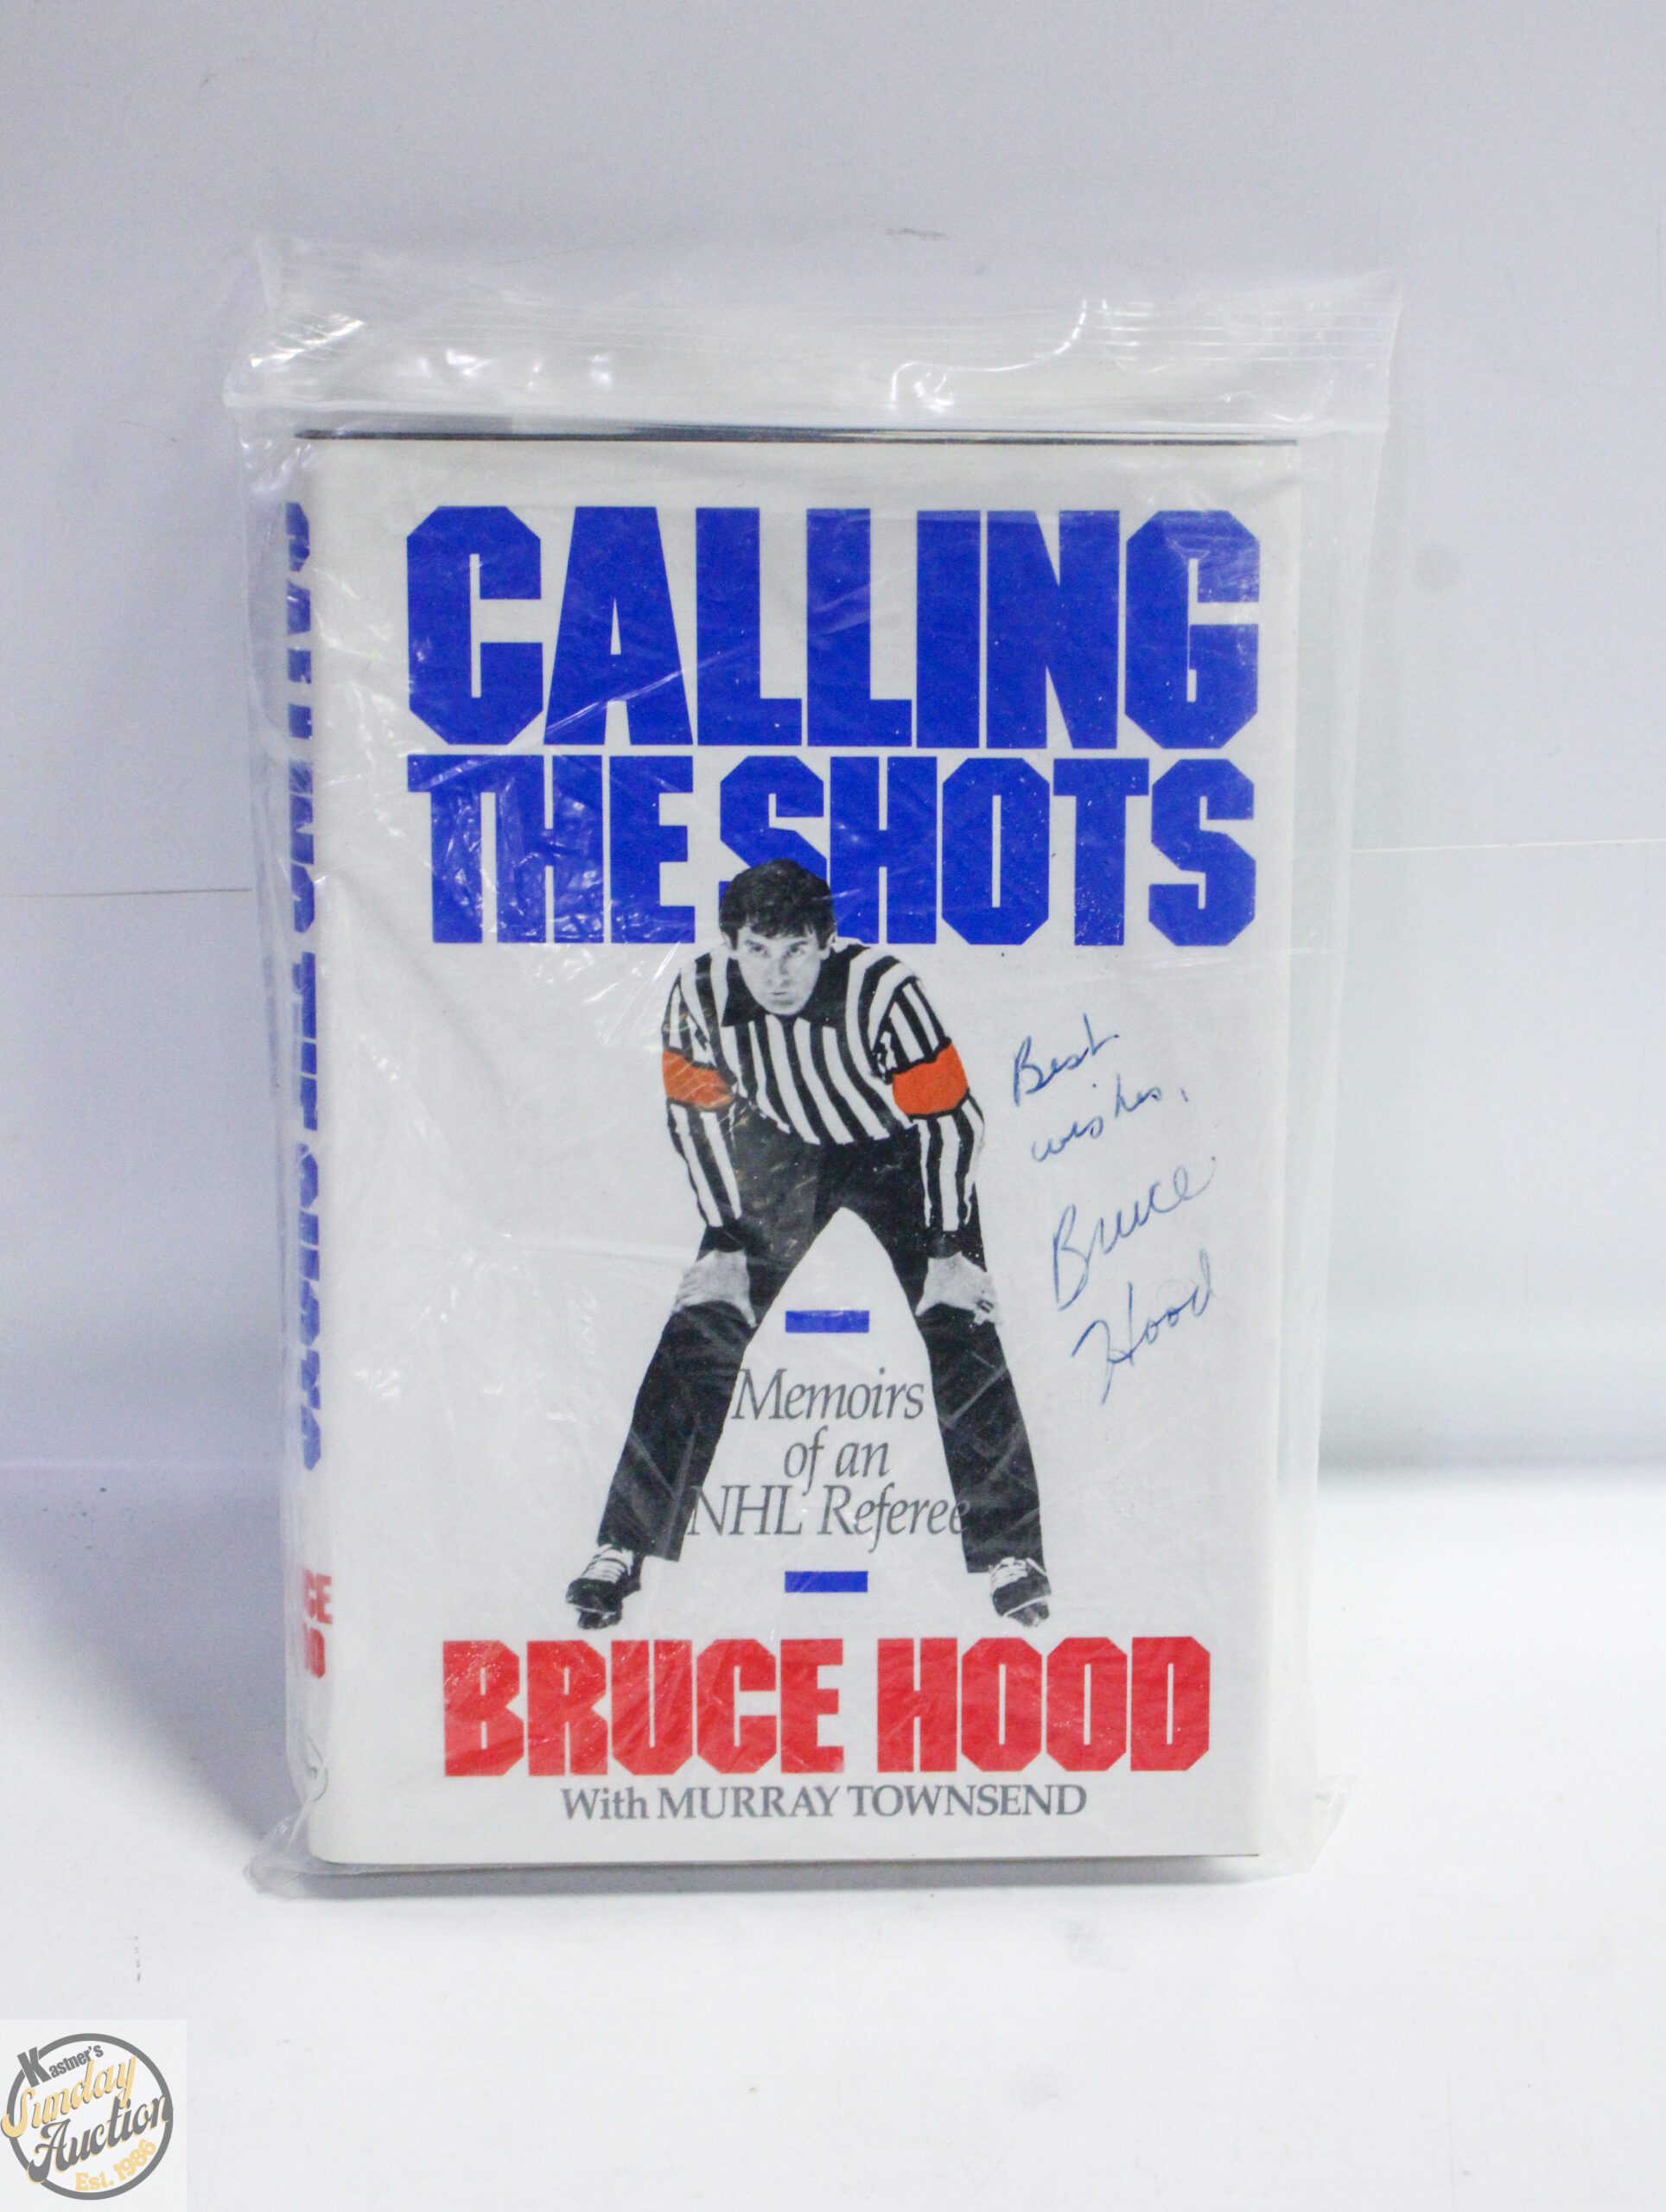 CALLING
THE SHOTS
Best
wishes,
Bruce
Hood
Memoirs
of an
NHL Referee
BRUCE HOOD
With MURRAY TOWNSEND
CALLING THE SHOTS
Kastner's
Sunday
Auction
Est. 1986